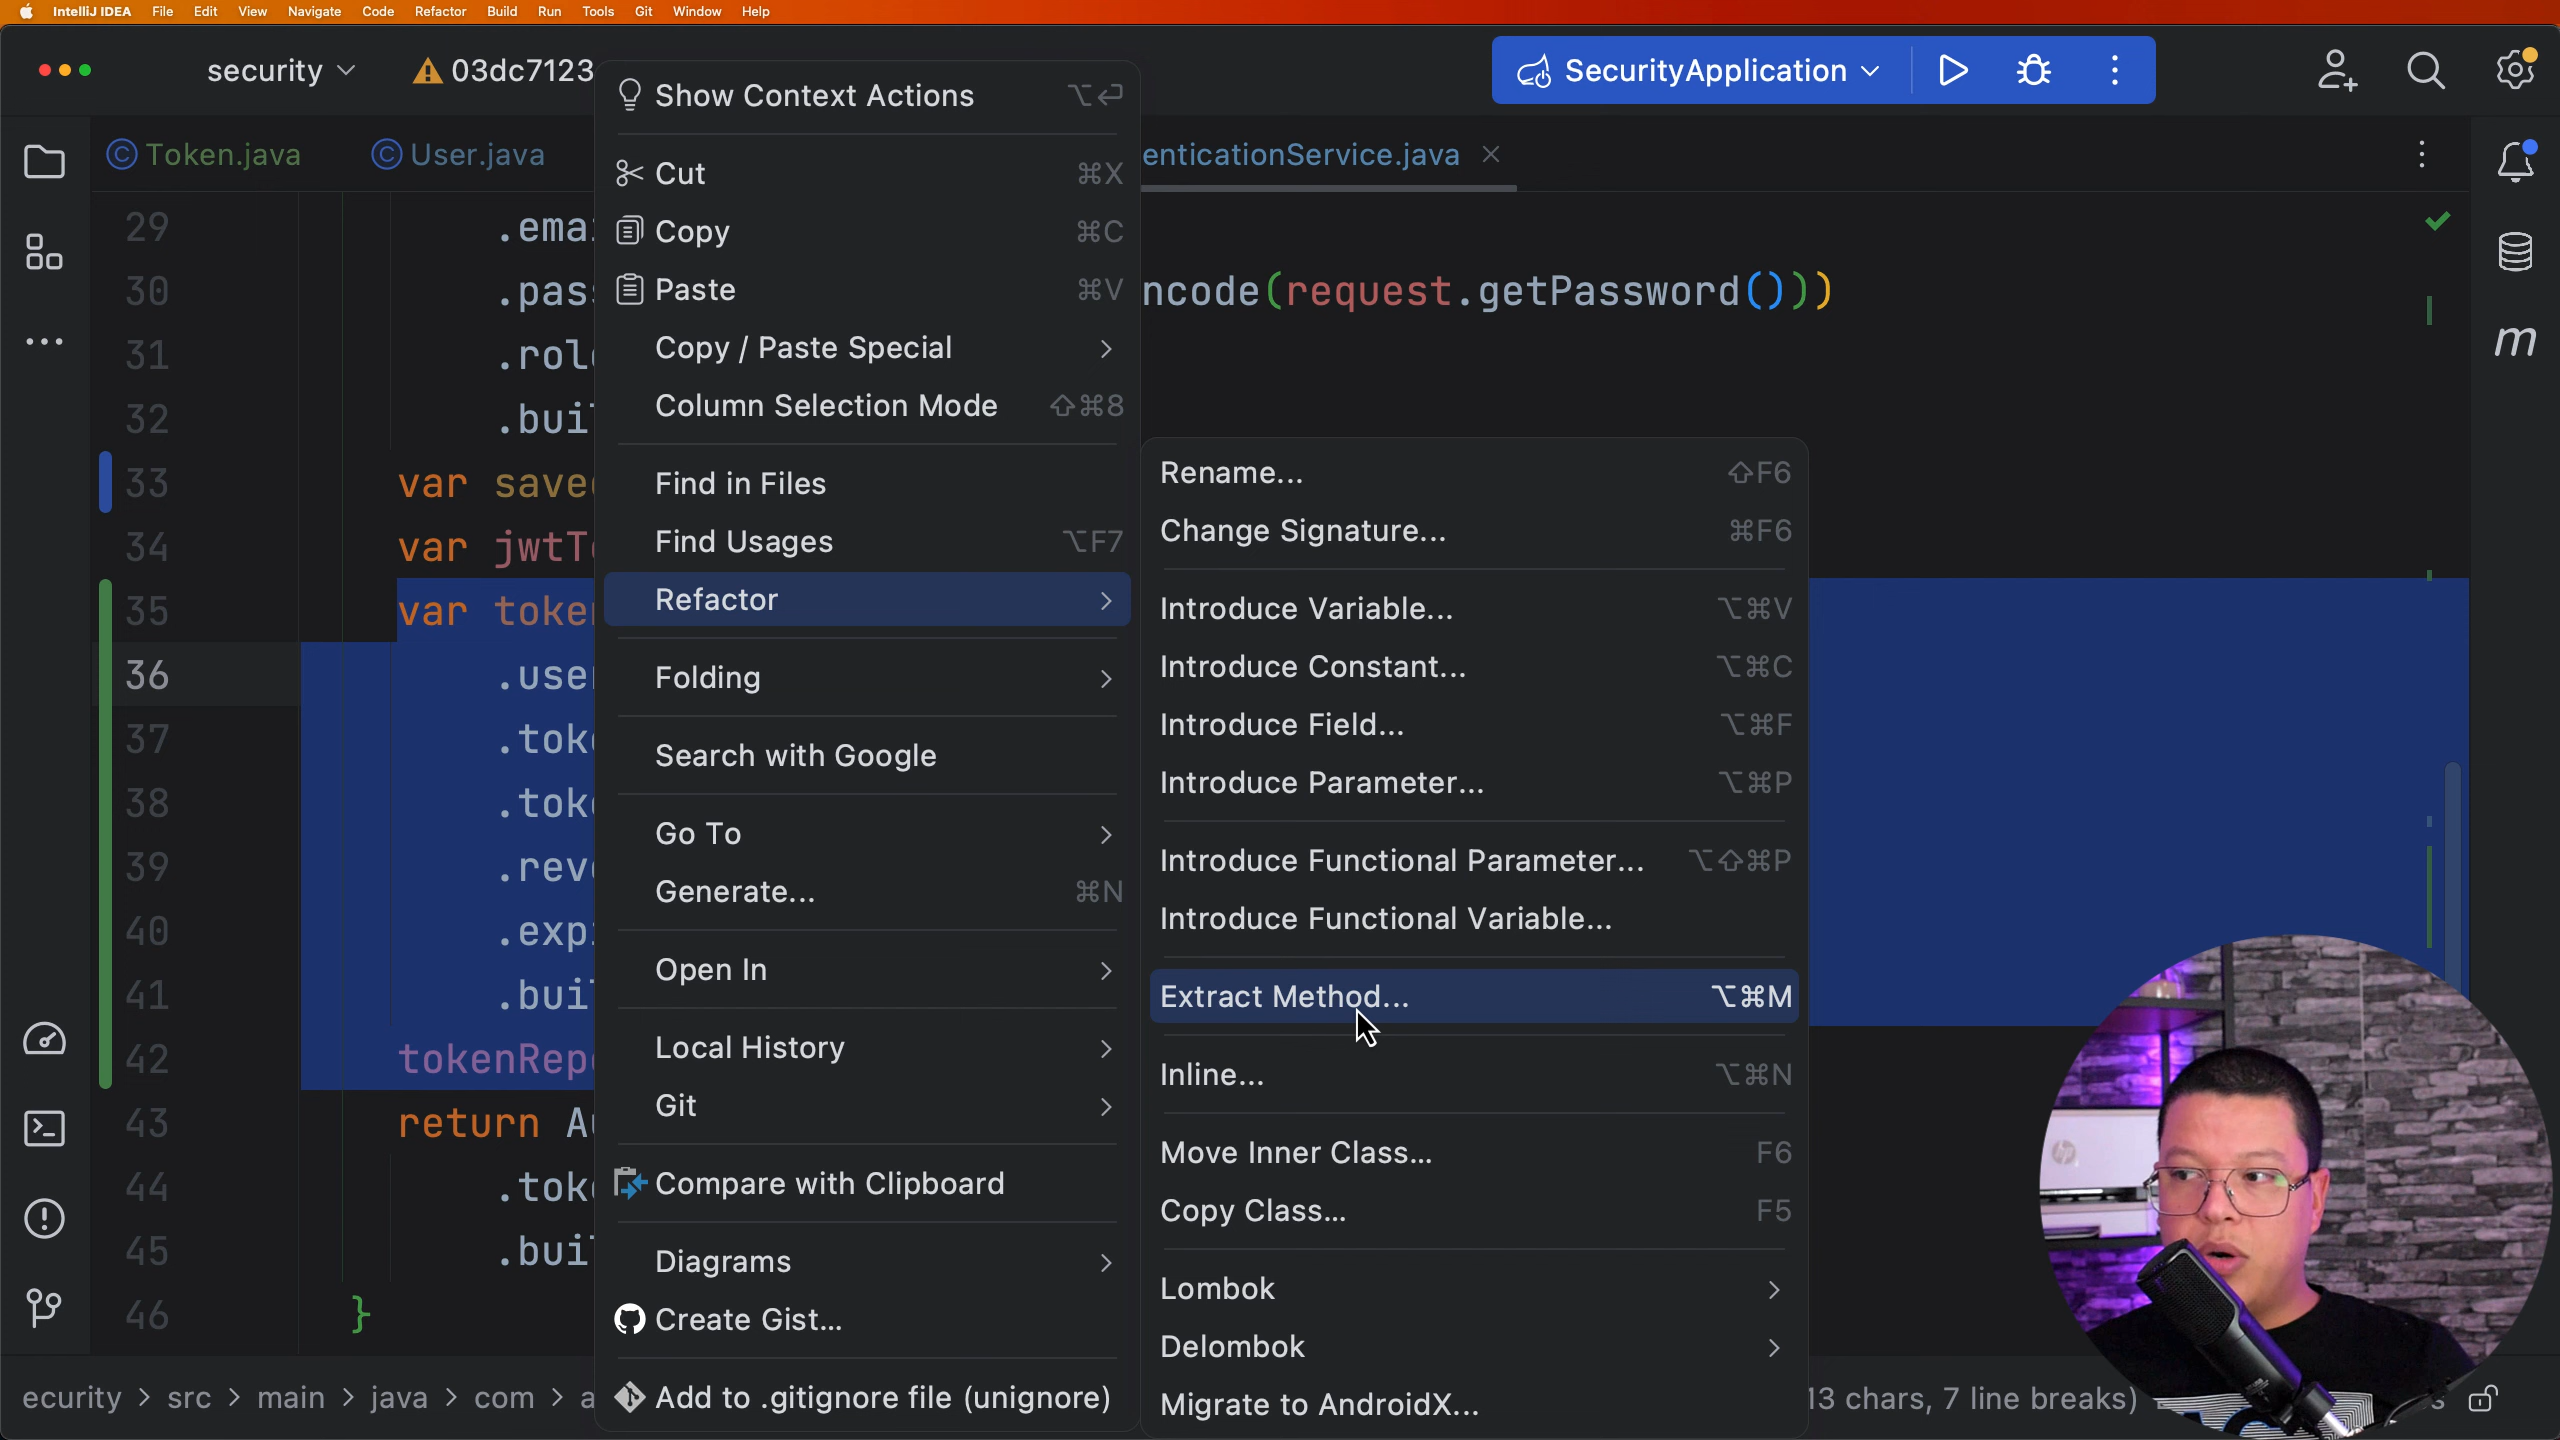 IntelliJ IDEA File Edit View Navigate Code Refactor Build Run Tools Git Window Help
security 03dc7123 SecurityApplication
Token.java User.java enticationService.java
Show Context Actions ⌥⏎
Cut ⌘X
Copy ⌘C
Paste ⌘V
Copy / Paste Special
Column Selection Mode ⇧⌘8
Find in Files
Find Usages ⌥F7
Refactor
Folding
Search with Google
Go To
Generate... ⌘N
Open In
Local History
Git
Compare with Clipboard
Diagrams
Create Gist...
Add to .gitignore file (unignore)
Rename... ⇧F6
Change Signature... ⌘F6
Introduce Variable... ⌥⌘V
Introduce Constant... ⌥⌘C
Introduce Field... ⌥⌘F
Introduce Parameter... ⌥⌘P
Introduce Functional Parameter... ⌥⇧⌘P
Introduce Functional Variable...
Extract Method... ⌥⌘M
Inline... ⌥⌘N
Move Inner Class... F6
Copy Class... F5
Lombok
Delombok
Migrate to AndroidX...
29 .ema
30 .pas ncode(request.getPassword()))
31 .rol
32 .bui
33 var save
34 var jwtT
35 var toke
36 .use
37 .tok
38 .tok
39 .rev
40 .exp
41 .bui
42 tokenRep
43 return A
44 .tok
45 .bui
46 }
ecurity > src > main > java > com > a 13 chars, 7 line breaks)
m